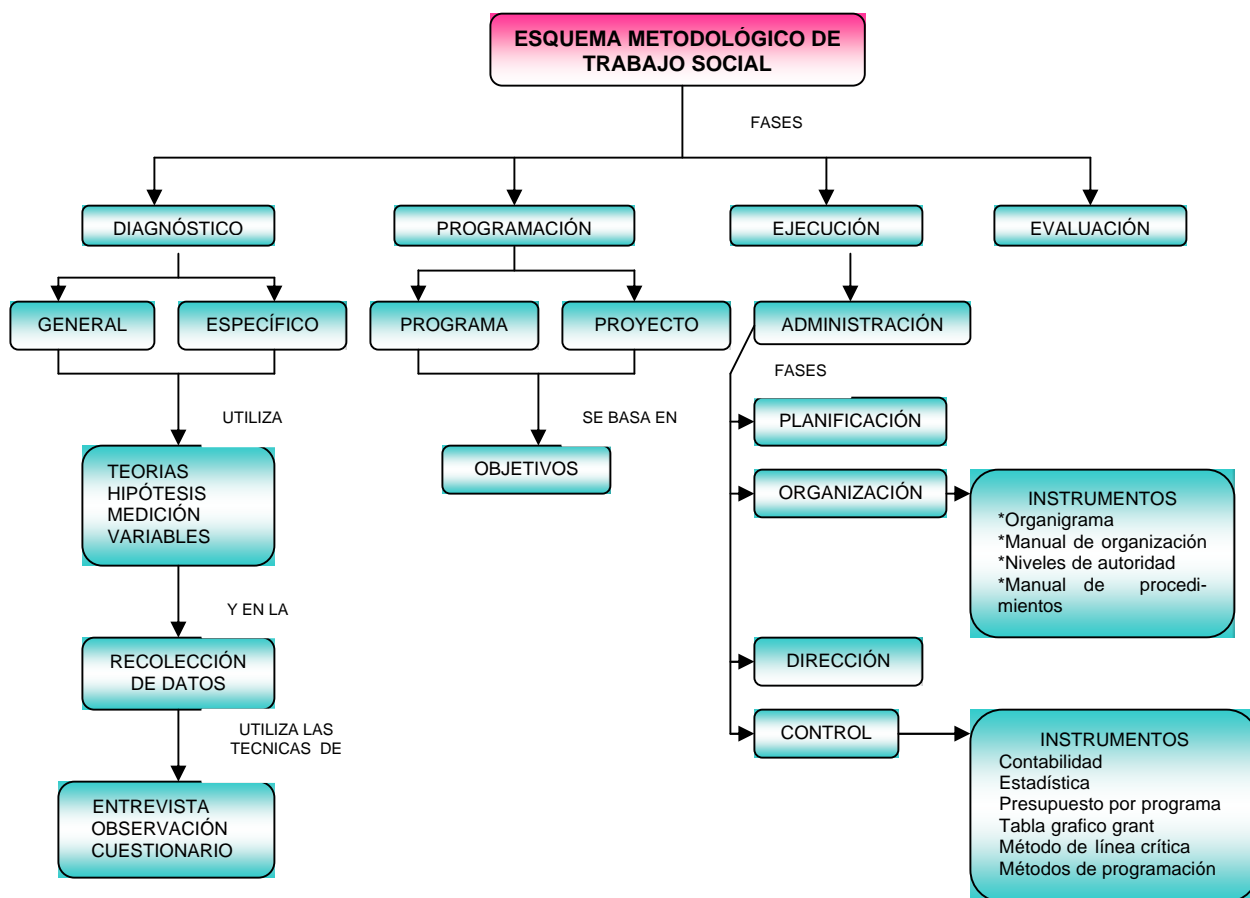 ESQUEMA METODOLÓGICO DE
TRABAJO SOCIAL
FASES
DIAGNÓSTICO
PROGRAMACIÓN
EJECUCIÓN
EVALUACIÓN
GENERAL
ESPECÍFICO
PROGRAMA
PROYECTO
ADMINISTRACIÓN
FASES
UTILIZA
SE BASA EN
PLANIFICACIÓN
TEORIAS
HIPÓTESIS
MEDICIÓN
VARIABLES
OBJETIVOS
ORGANIZACIÓN
INSTRUMENTOS
*Organigrama
*Manual de organización
*Niveles de autoridad
*Manual de procedi-
mientos
Y EN LA
RECOLECCIÓN
DE DATOS
DIRECCIÓN
UTILIZA LAS
TECNICAS DE
CONTROL
INSTRUMENTOS
Contabilidad
Estadística
Presupuesto por programa
Tabla grafico grant
Método de línea crítica
Métodos de programación
ENTREVISTA
OBSERVACIÓN
CUESTIONARIO